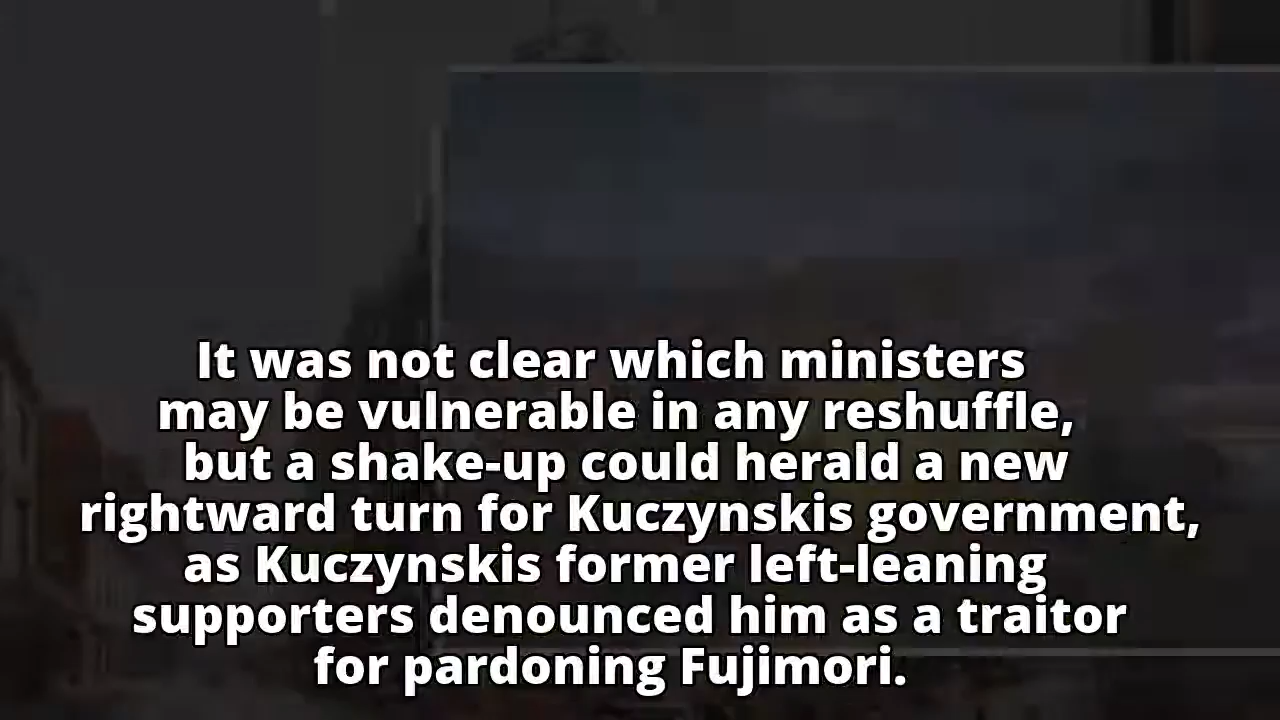 It was not clear which ministers
may be vulnerable in any reshuffle,
but a shake-up could herald a new
rightward turn for Kuczynskis government,
as Kuczynskis former left-leaning
supporters denounced him as a traitor
for pardoning Fujimori.